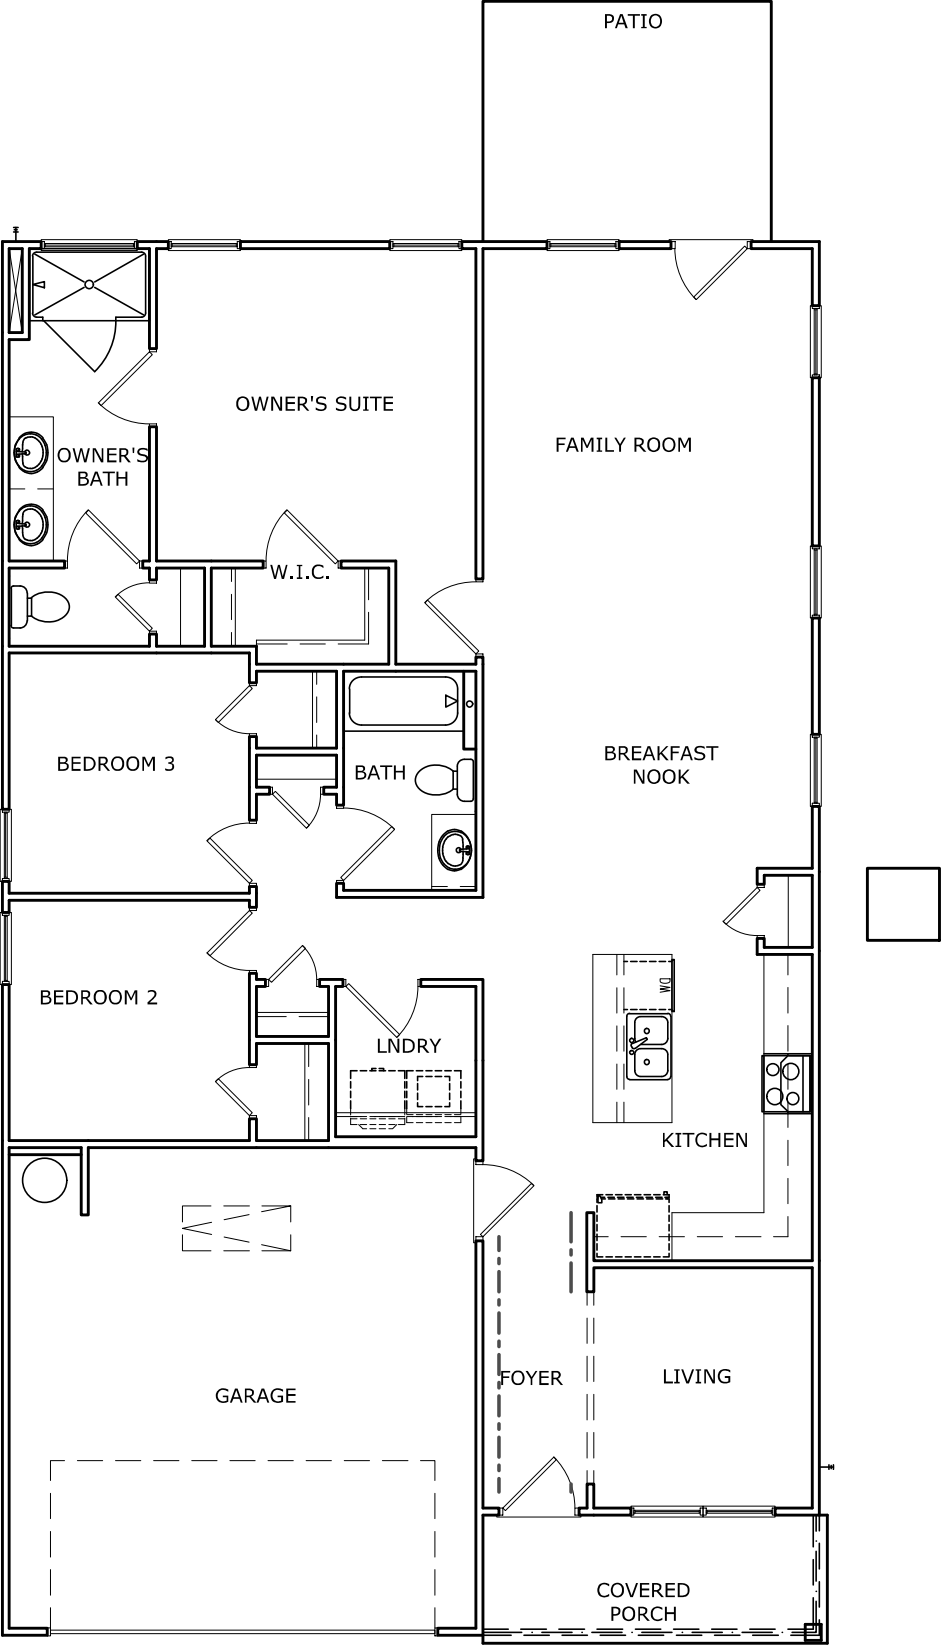 PATIO
OWNER'S SUITE
FAMILY ROOM
OWNER'S
BATH
W.I.C.
BEDROOM 3
BATH
BREAKFAST
NOOK
BEDROOM 2
DW
LNDRY
KITCHEN
FOYER
LIVING
GARAGE
COVERED
PORCH